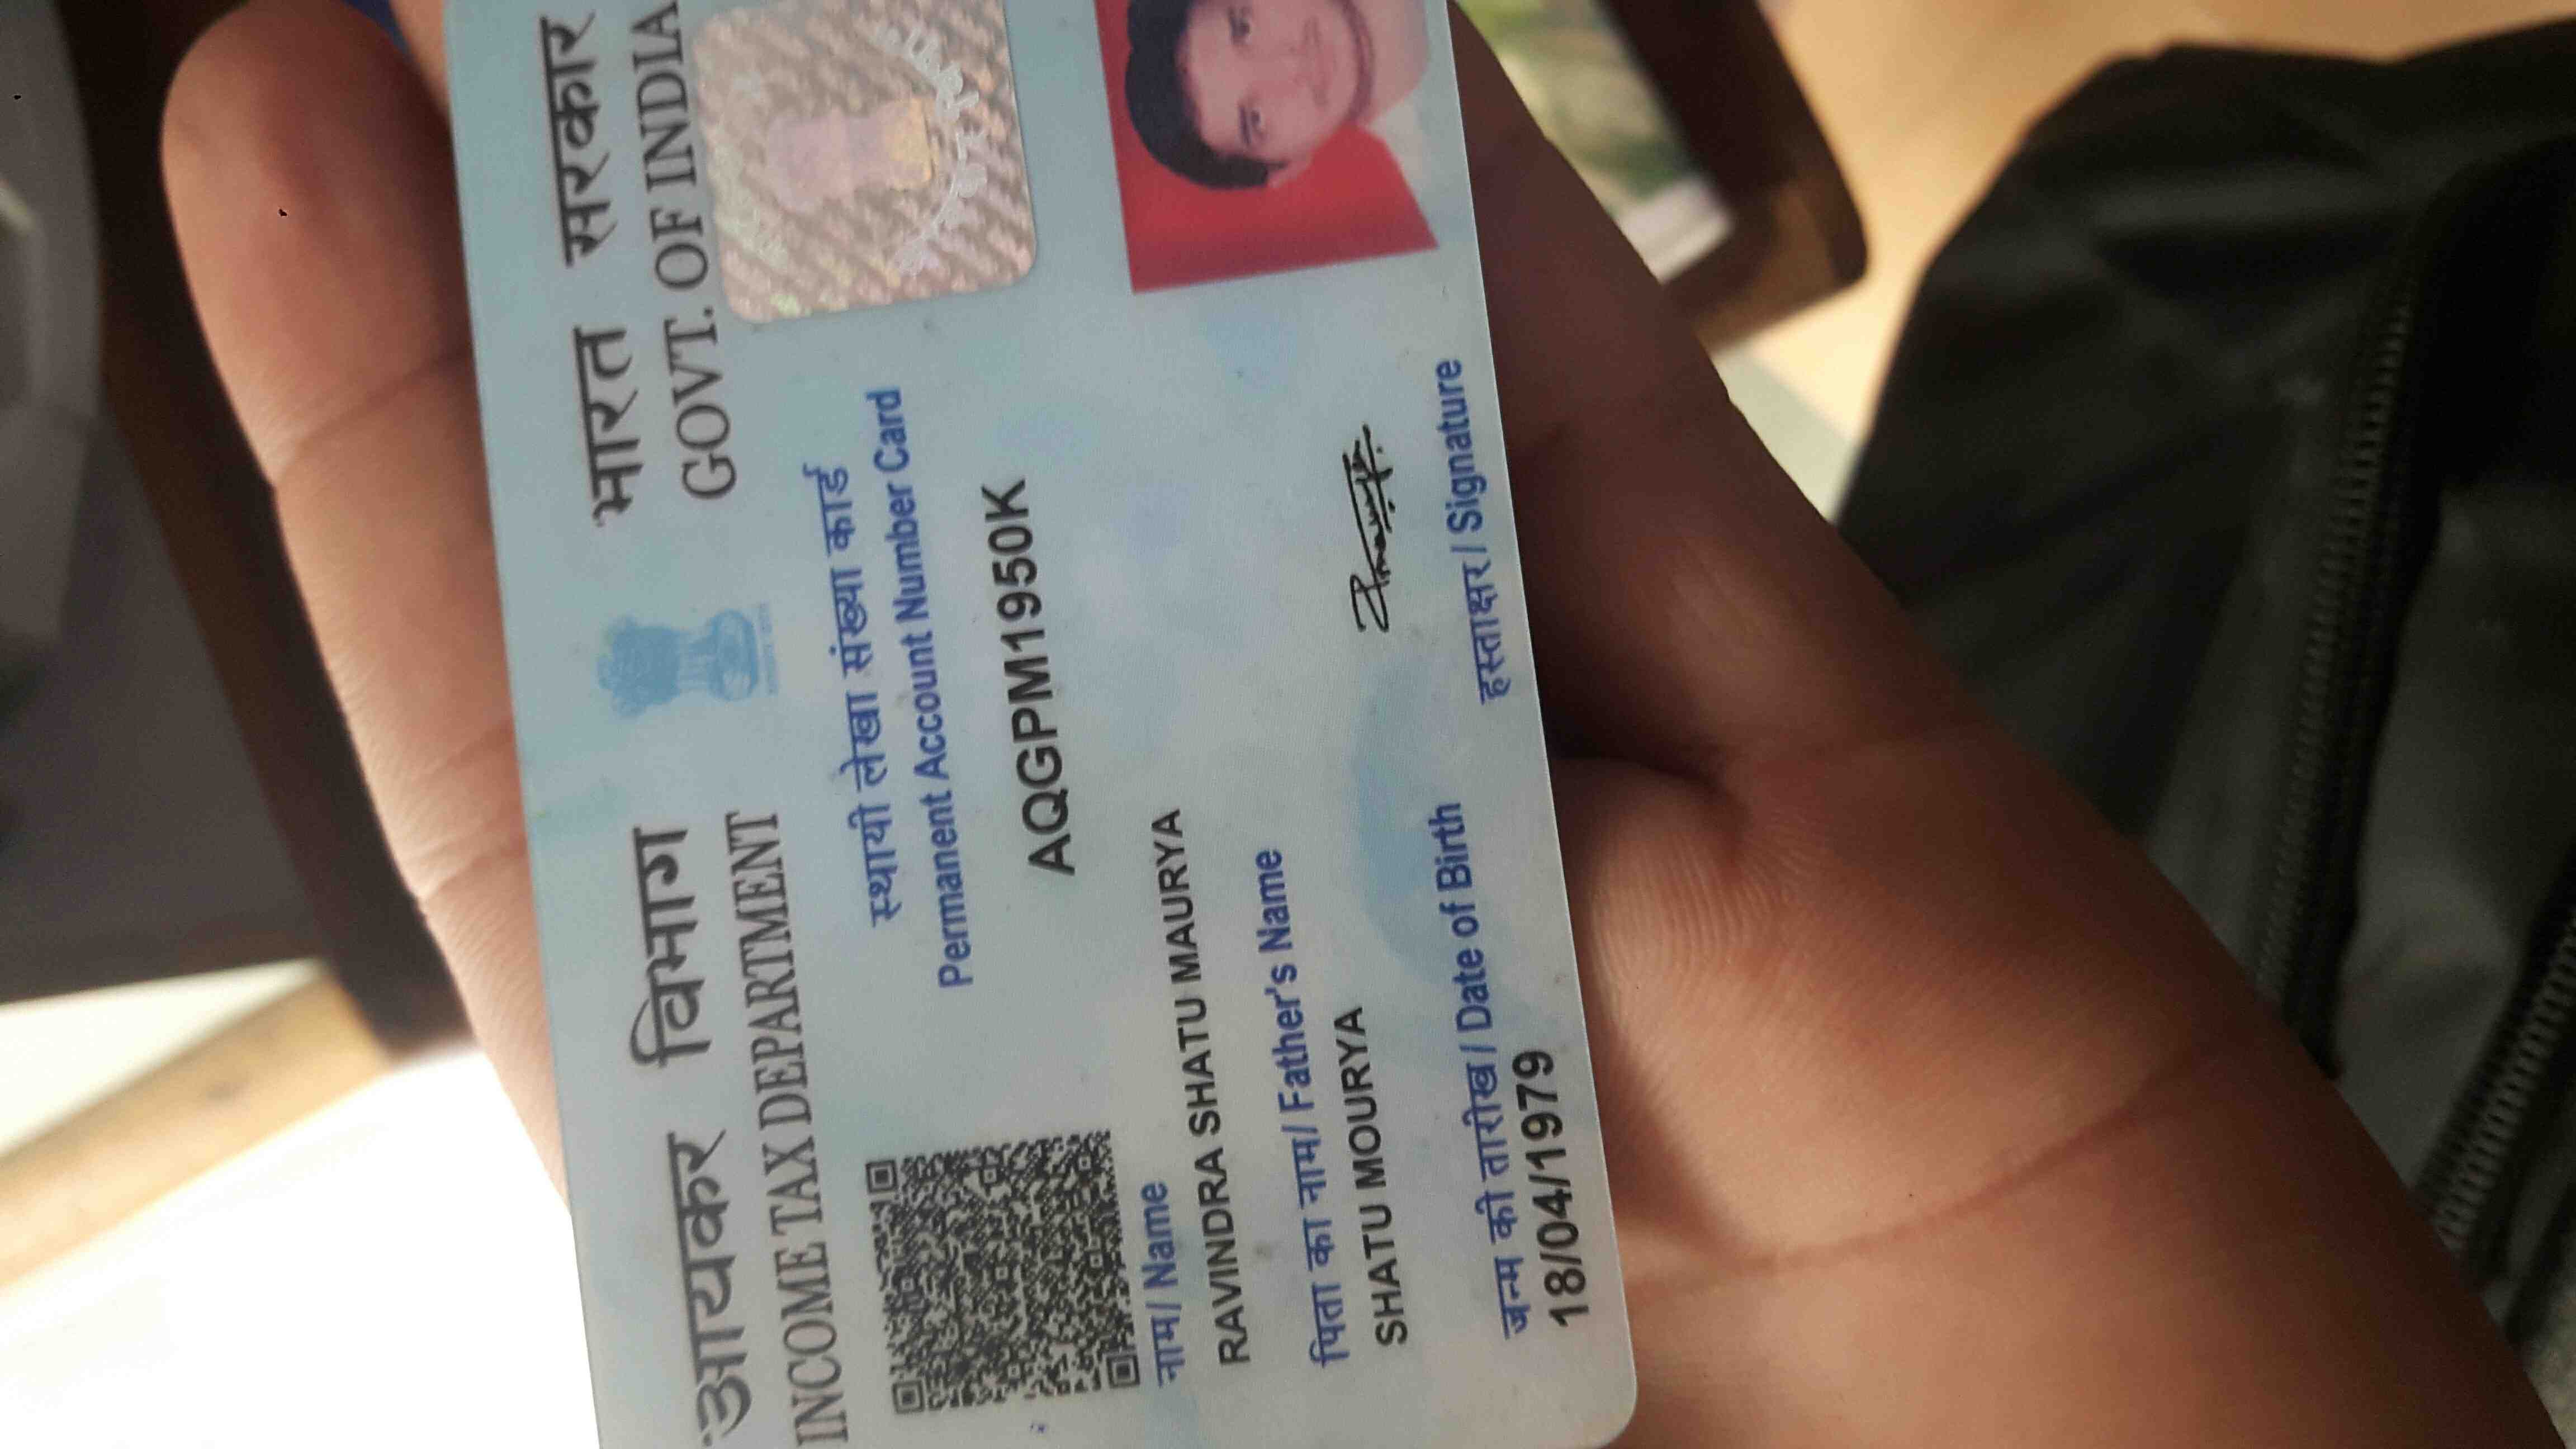 आयकर विभाग
INCOME TAX DEPARTMENT
भारत सरकार
GOVT. OF INDIA
स्थायी लेखा संख्या कार्ड
Permanent Account Number Card
AQGPM1950K
नाम / Name
RAVINDRA SHATU MAURYA
पिता का नाम / Father's Name
SHATU MOURYA
जन्म की तारीख / Date of Birth
18/04/1979
हस्ताक्षर / Signature